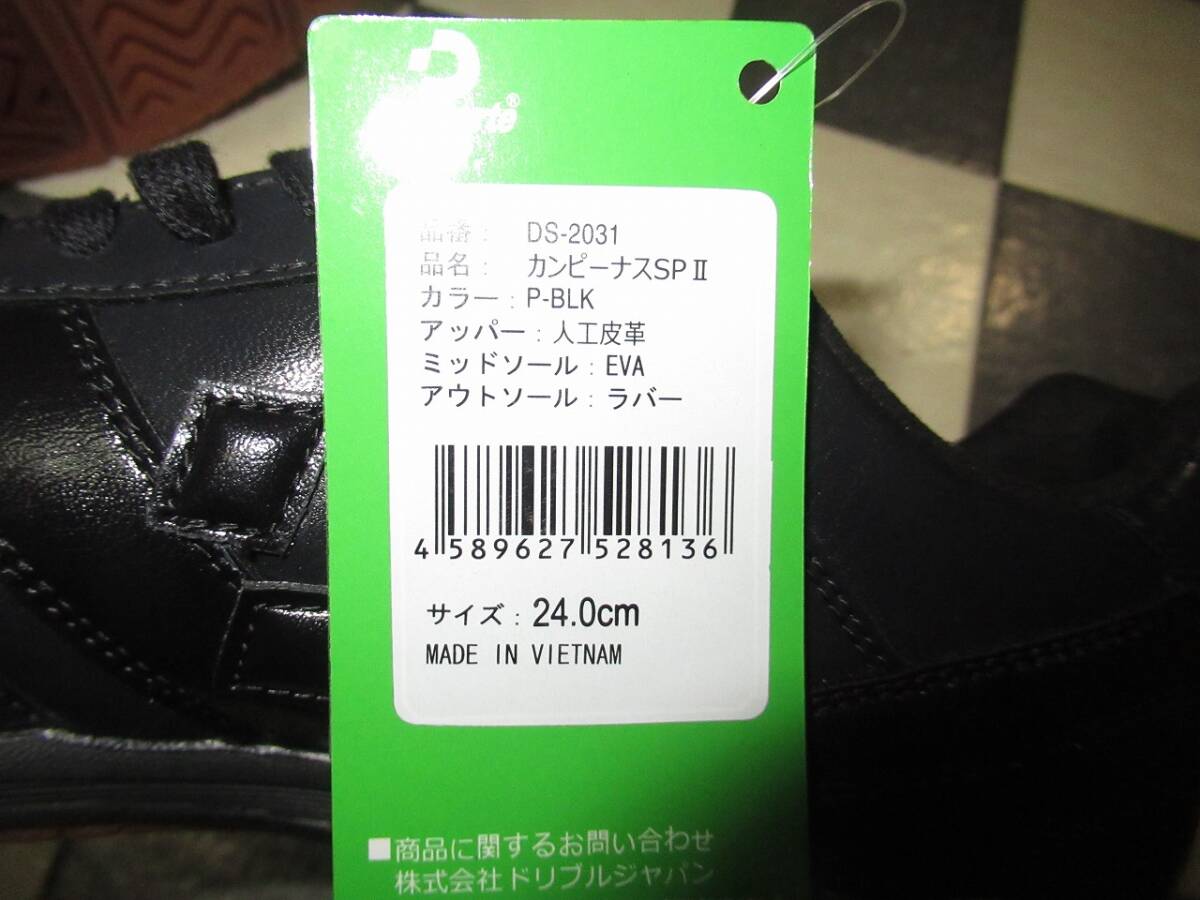 品番： DS-2031
品名： カンピーナスSPⅡ
カラー：P-BLK
アッパー：人工皮革
ミッドソール：EVA
アウトソール：ラバー
4 589627 528136
サイズ：24.0cm
MADE IN VIETNAM
■商品に関するお問い合わせ
株式会社ドリブルジャパン